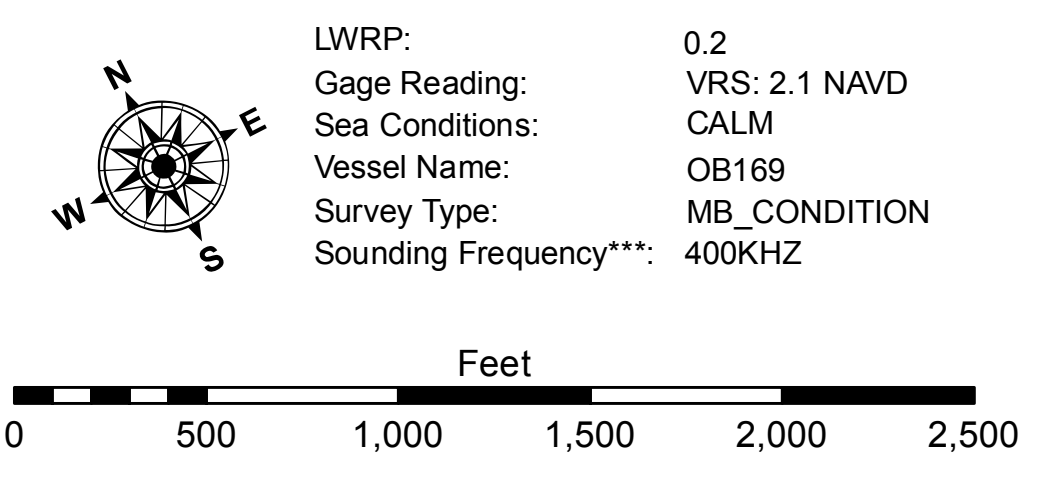 N
E
W
S
LWRP: 0.2
Gage Reading: VRS: 2.1 NAVD
Sea Conditions: CALM
Vessel Name: OB169
Survey Type: MB_CONDITION
Sounding Frequency***: 400KHZ
Feet
0 500 1,000 1,500 2,000 2,500